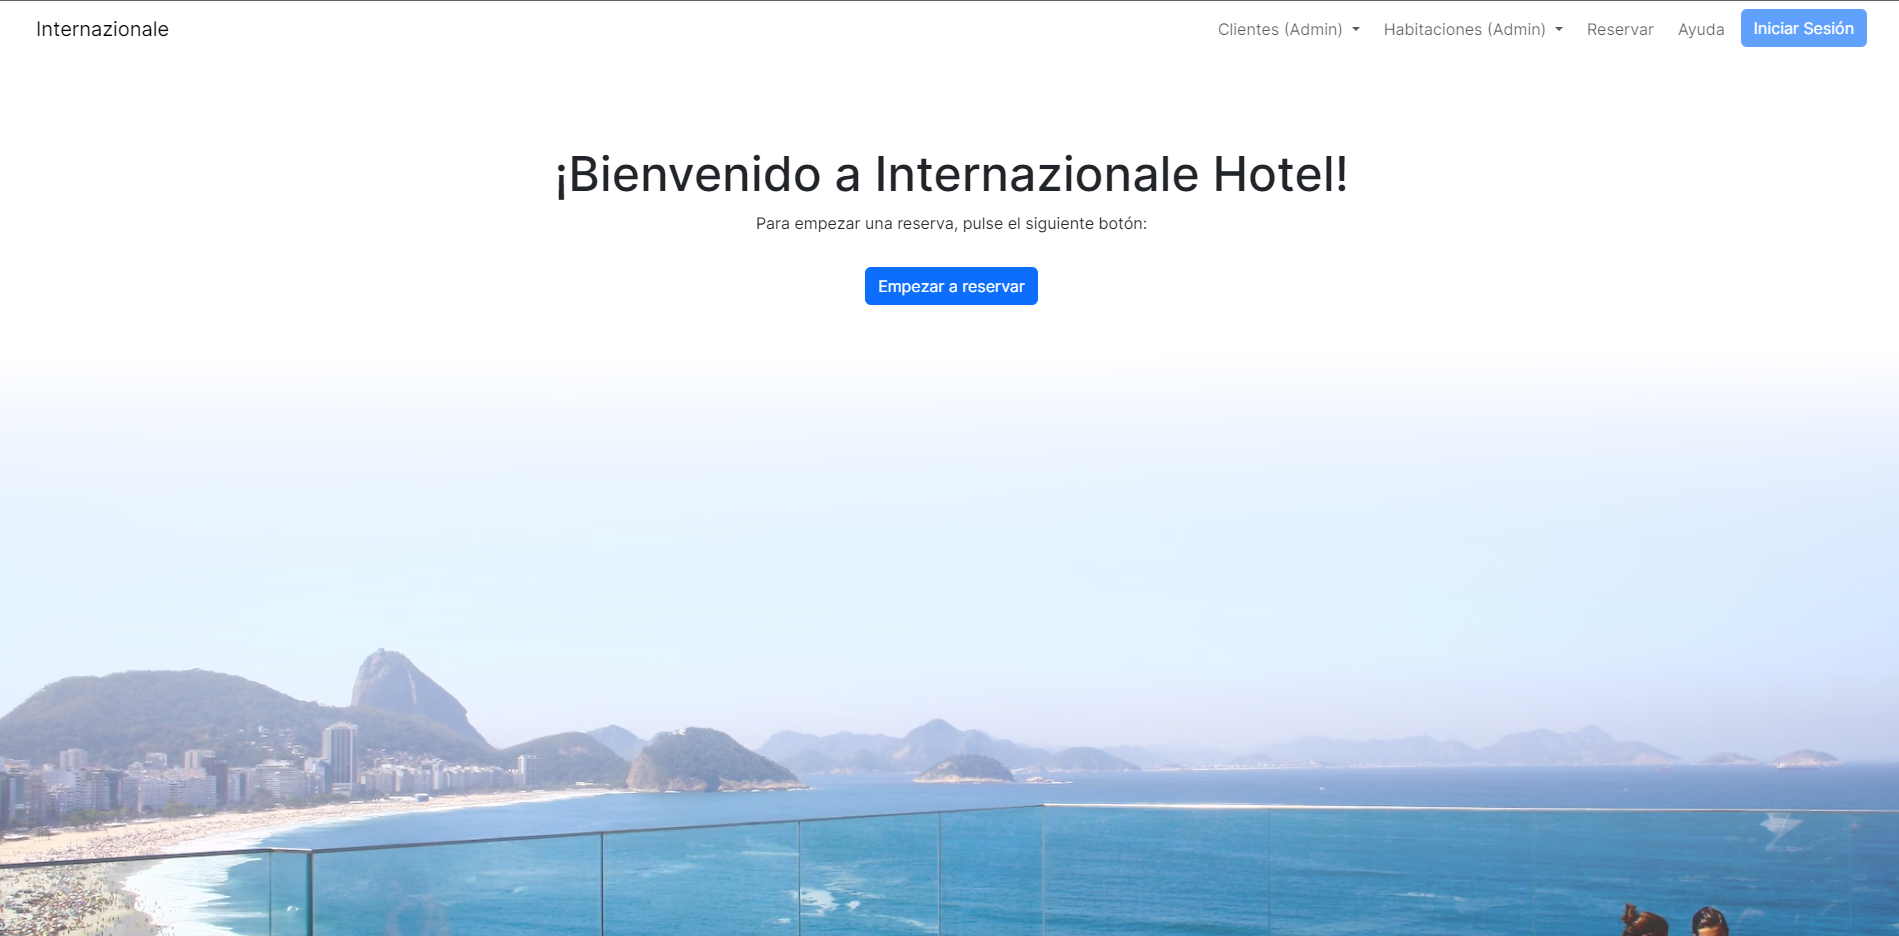 Internazionale
Clientes (Admin)
Habitaciones (Admin)
Reservar
Ayuda
Iniciar Sesión
¡Bienvenido a Internazionale Hotel!
Para empezar una reserva, pulse el siguiente botón:
Empezar a reservar